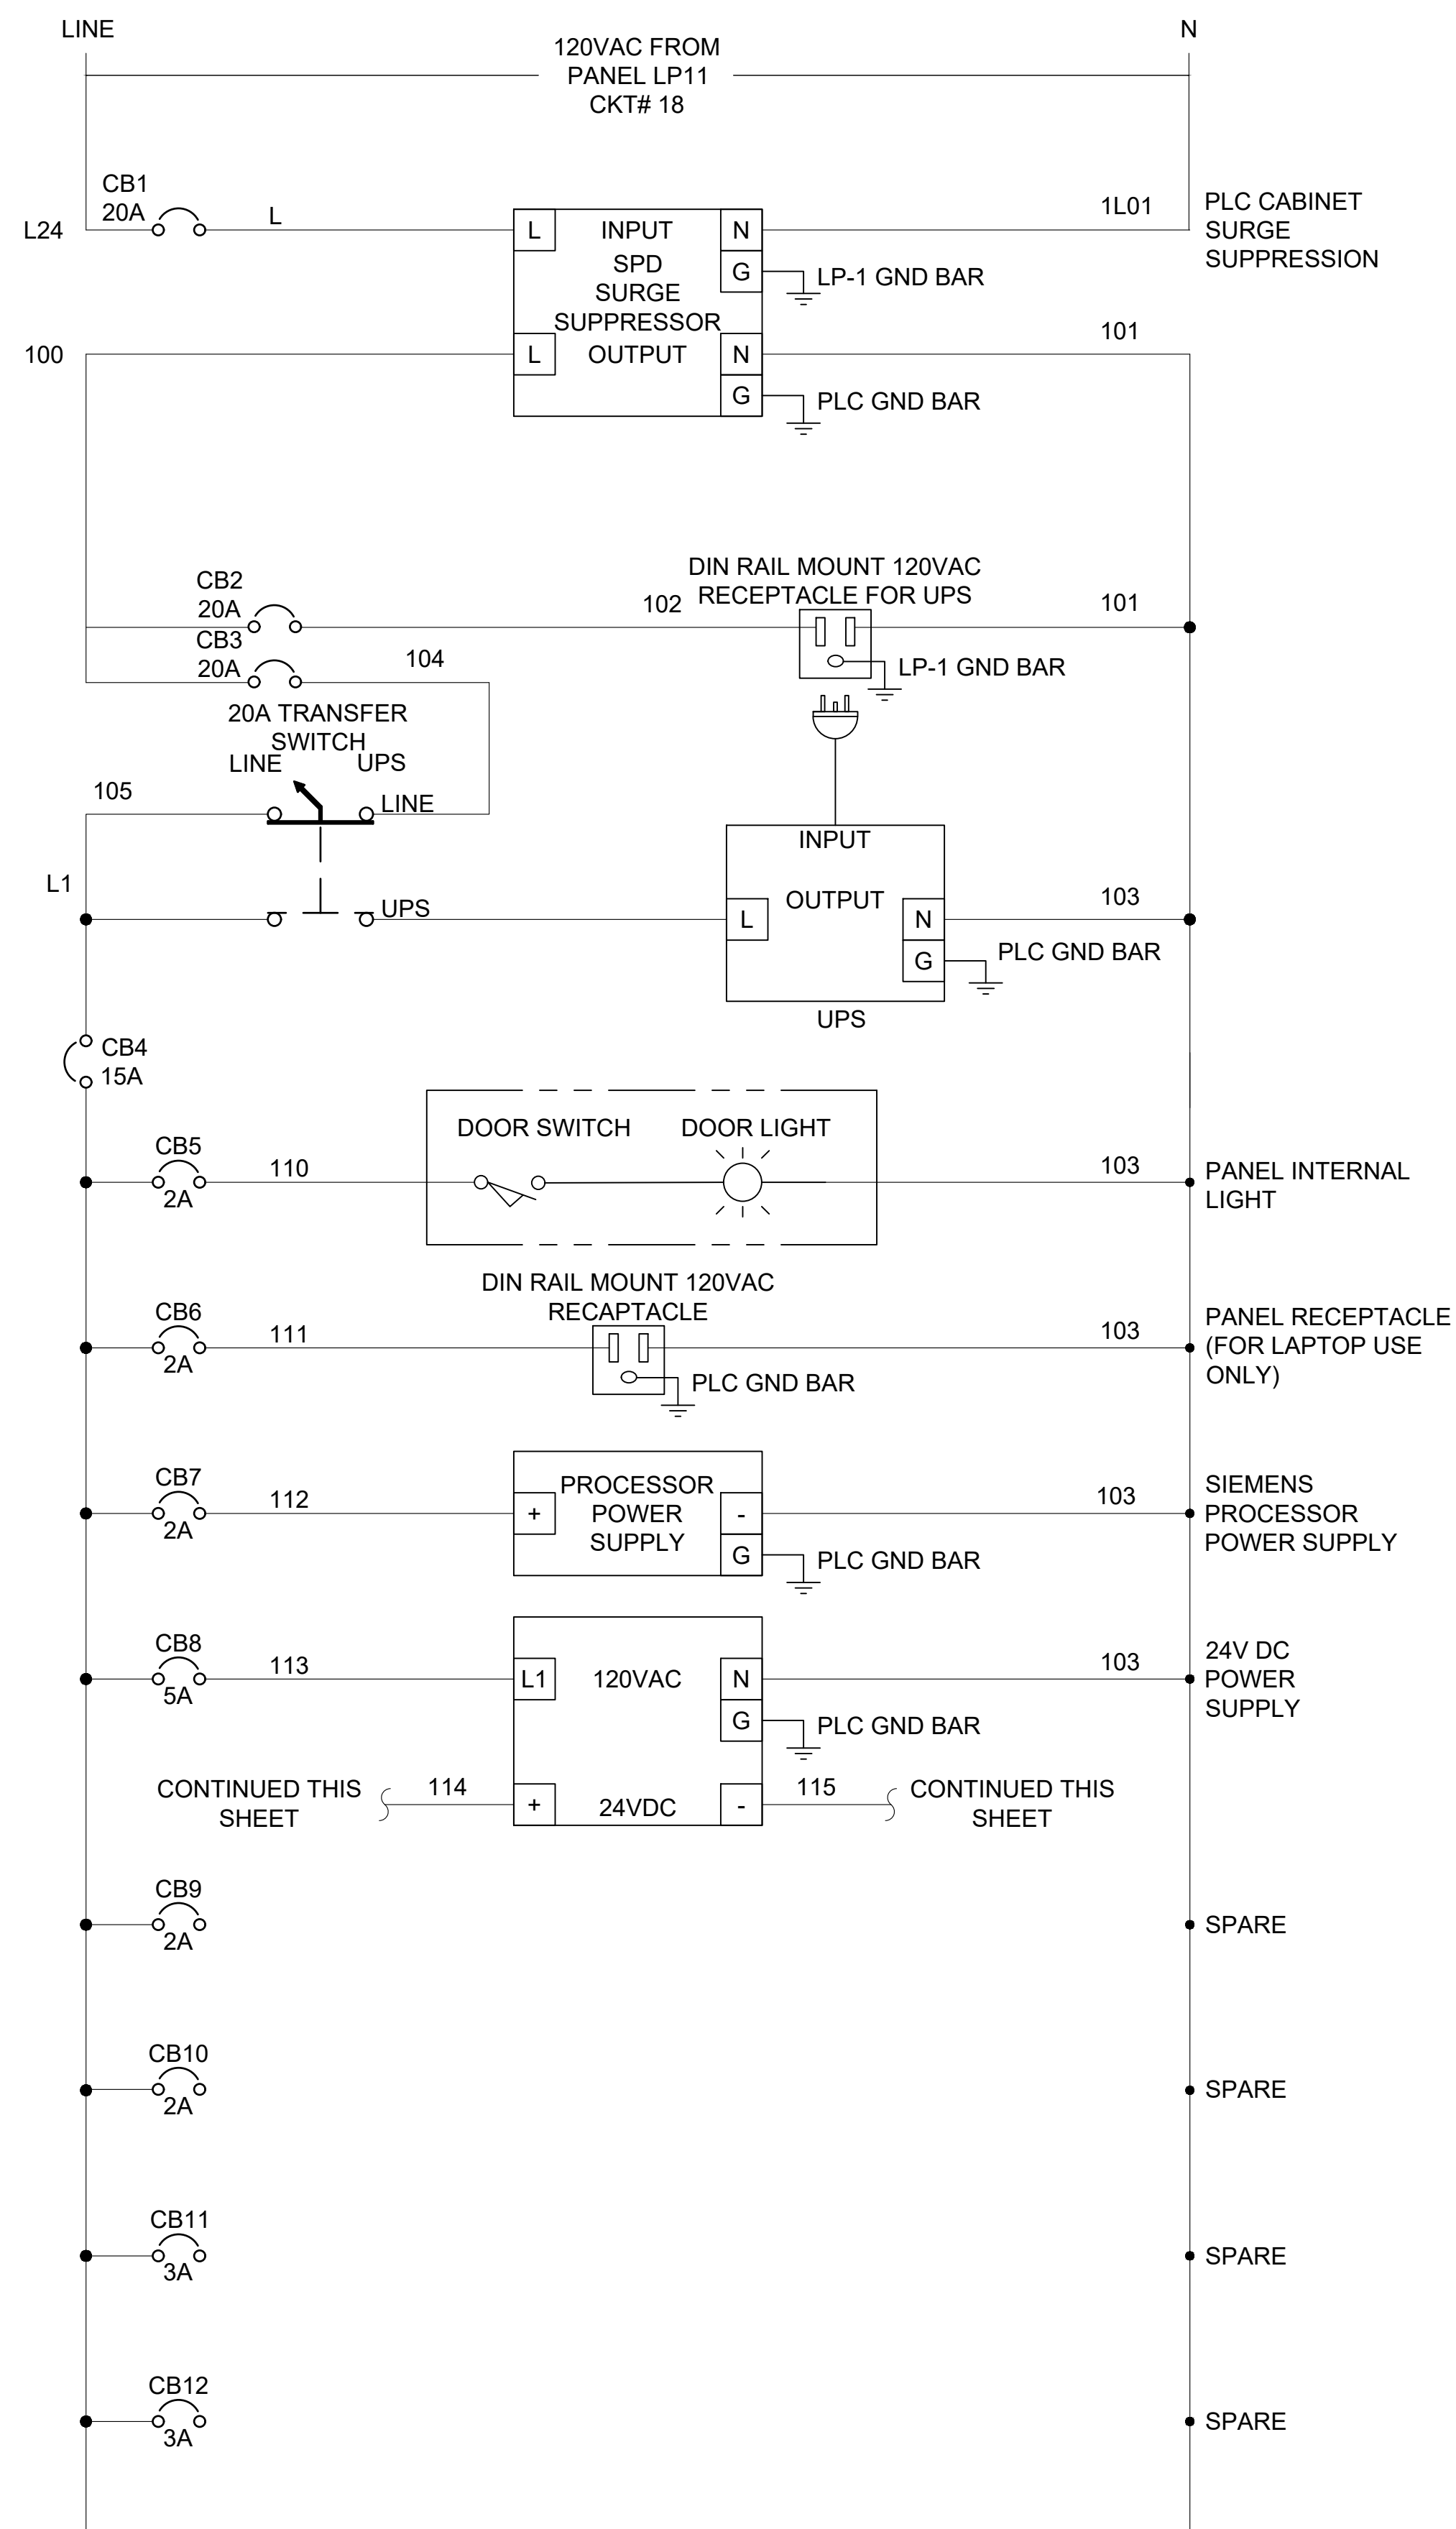 LINE
N
120VAC FROM
PANEL LP11
CKT# 18
CB1
20A
L24
L
L
INPUT
N
1L01
PLC CABINET
SURGE
SUPPRESSION
SPD
SURGE
SUPPRESSOR
G
LP-1 GND BAR
100
L
OUTPUT
N
101
G
PLC GND BAR
DIN RAIL MOUNT 120VAC
RECEPTACLE FOR UPS
CB2
20A
102
101
CB3
20A
104
LP-1 GND BAR
20A TRANSFER
SWITCH
LINE
UPS
105
LINE
INPUT
L1
UPS
L
OUTPUT
N
103
G
PLC GND BAR
UPS
CB4
15A
DOOR SWITCH
DOOR LIGHT
CB5
2A
110
103
PANEL INTERNAL
LIGHT
DIN RAIL MOUNT 120VAC
RECAPTACLE
CB6
2A
111
103
PANEL RECEPTACLE
(FOR LAPTOP USE
ONLY)
PLC GND BAR
CB7
2A
112
+
PROCESSOR
POWER
SUPPLY
-
103
SIEMENS
PROCESSOR
POWER SUPPLY
G
PLC GND BAR
CB8
5A
113
L1
120VAC
N
103
24V DC
POWER
SUPPLY
G
PLC GND BAR
CONTINUED THIS
SHEET
114
+
24VDC
-
115
CONTINUED THIS
SHEET
CB9
2A
SPARE
CB10
2A
SPARE
CB11
3A
SPARE
CB12
3A
SPARE